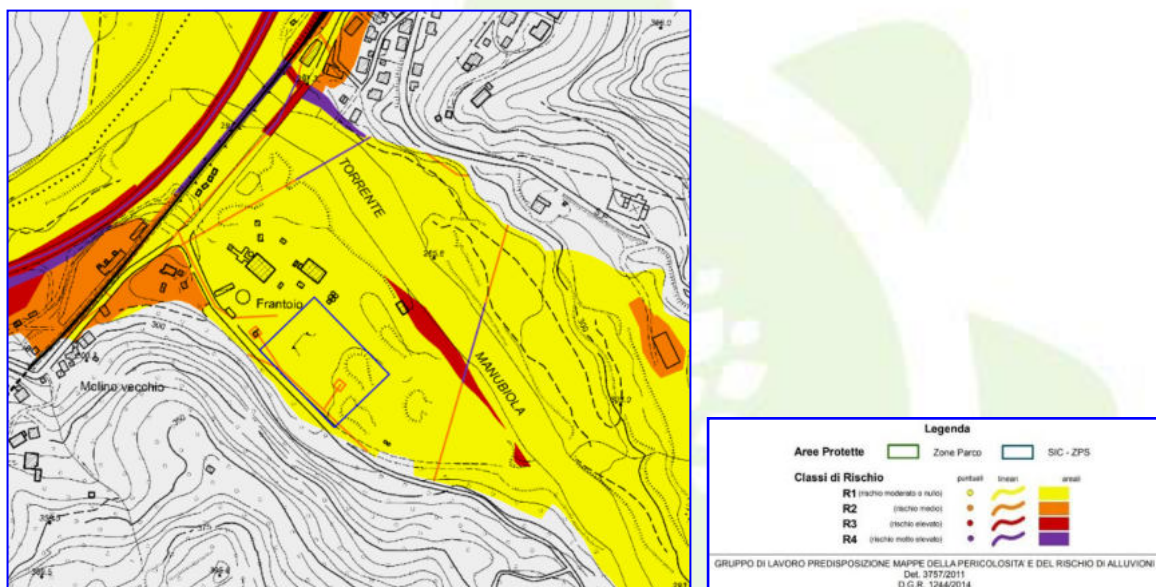 TORRENTE
Frantoio
MANUBIOLA
Molino vecchio
300
350
375
Legenda
Aree Protette Zone Parco SIC - ZPS
Classi di Rischio puntuali lineari areali
R1 (rischio moderato o nullo)
R2 (rischio medio)
R3 (rischio elevato)
R4 (rischio molto elevato)
GRUPPO DI LAVORO PREDISPOSIZIONE MAPPE DELLA PERICOLOSITA' E DEL RISCHIO DI ALLUVIONI
Det. 3757/2011
D.G.R. 1244/2014